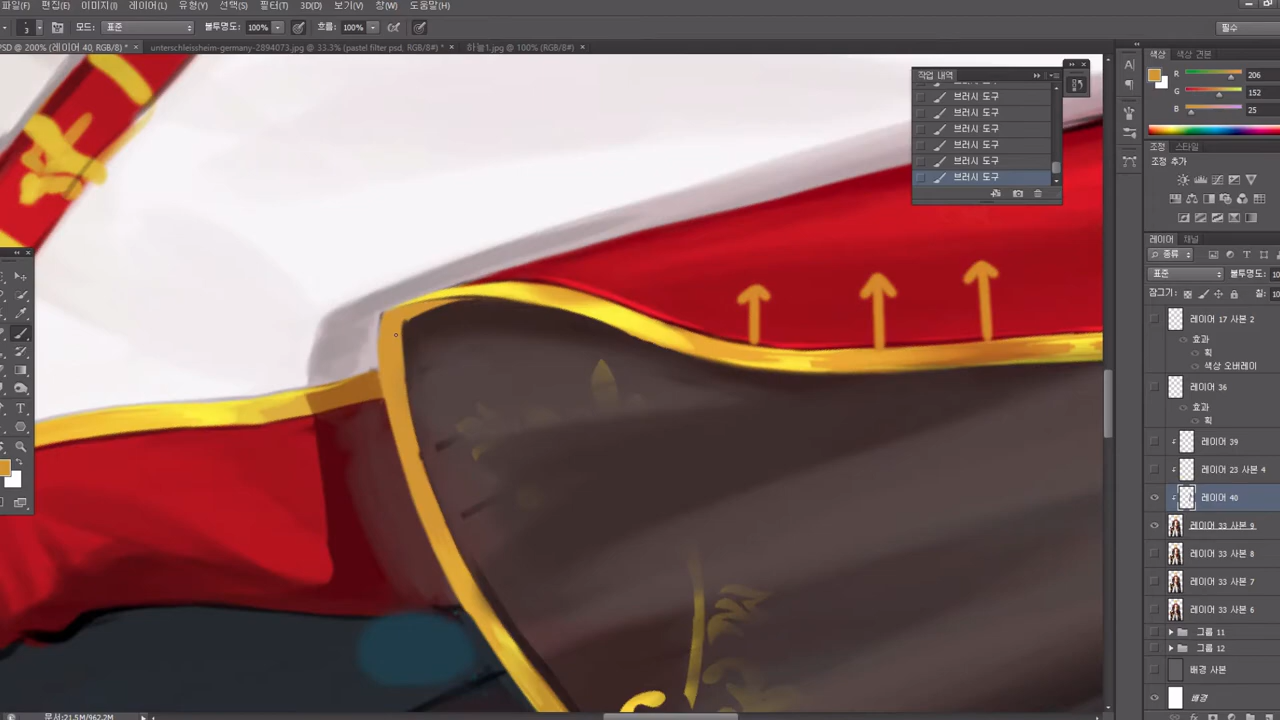 파일(F) 편집(E) 이미지(I) 레이어(L) 유형(Y) 선택(S) 필터(T) 3D(D) 보기(V) 창(W) 도움말(H)
3 모드: 표준 불투명도: 100% 흐름: 100% 필수
PSD @ 200% (레이어 40, RGB/8) * × unterschleissheim-germany-2894073.jpg @ 33.3% (pastel filter psd, RGB/8#) * × 하늘1.jpg @ 100% (RGB/8#) ×
작업 내역
브러시 도구
브러시 도구
브러시 도구
브러시 도구
브러시 도구
브러시 도구
색상 색상 견본
R 206
G 152
B 25
조정 스타일
조정 추가
레이어 채널
종류
표준 불투명도: 10
잠그기: 칠: 10
레이어 17 사본 2
효과
획
색상 오버레이
레이어 36
효과
획
레이어 39
레이어 23 사본 4
레이어 40
레이어 33 사본 9
레이어 33 사본 8
레이어 33 사본 7
레이어 33 사본 6
그룹 11
그룹 12
배경 사본
배경
문서:21.5M/962.2M